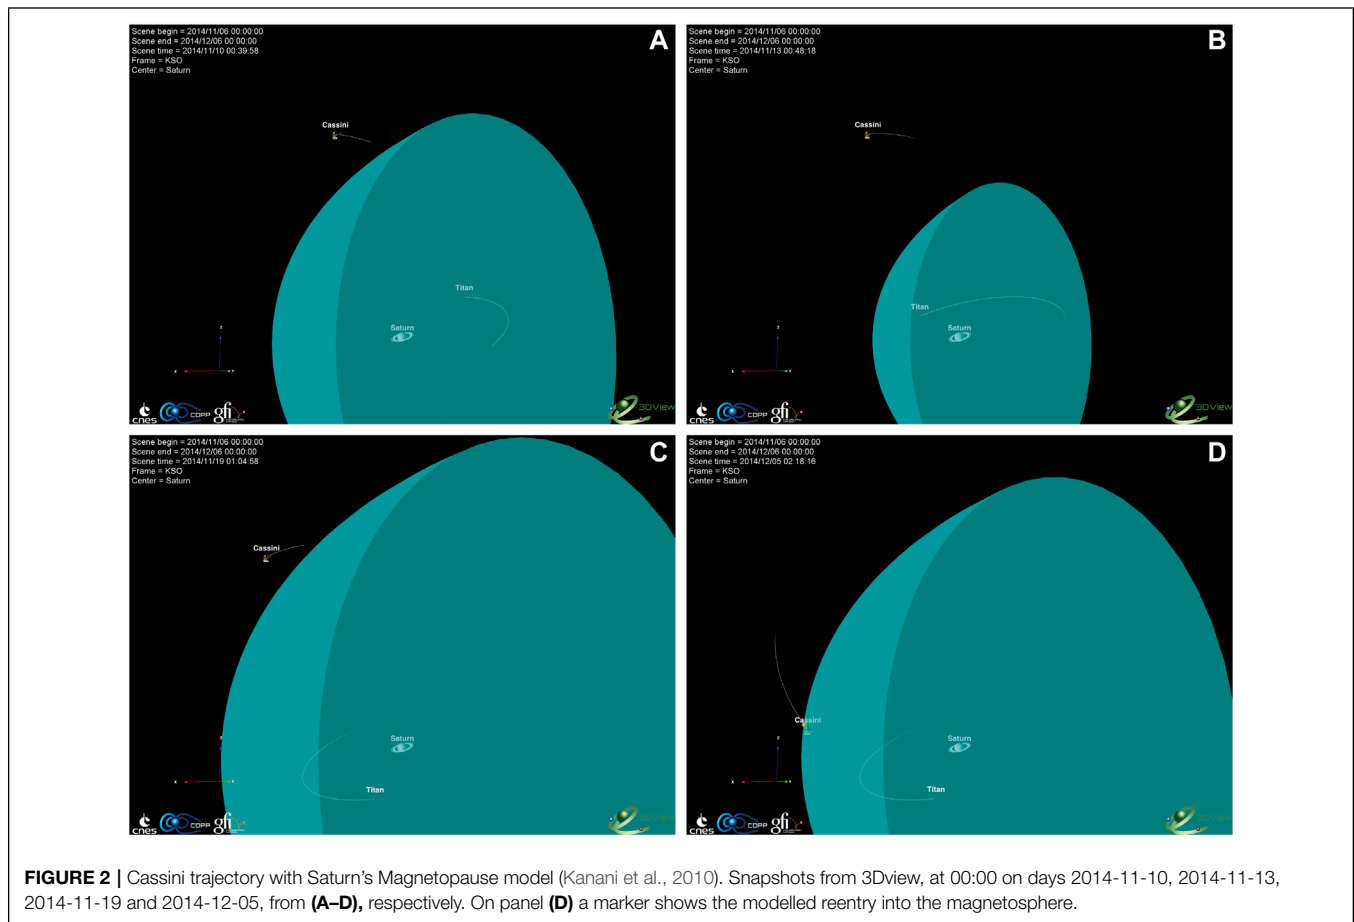 Scene begin = 2014/11/06 00:00:00
Scene end = 2014/12/06 00:00:00
Scene time = 2014/11/10 00:39:58
Frame = KSO
Center = Saturn
A
Cassini
Titan
Saturn
z
x
Y
cnes
CDPP
gfi
3DView
Scene begin = 2014/11/06 00:00:00
Scene end = 2014/12/06 00:00:00
Scene time = 2014/11/13 00:48:18
Frame = KSO
Center = Saturn
B
Cassini
Titan
Saturn
z
x
Y
cnes
CDPP
gfi
3DView
Scene begin = 2014/11/06 00:00:00
Scene end = 2014/12/06 00:00:00
Scene time = 2014/11/19 01:04:58
Frame = KSO
Center = Saturn
C
Cassini
Saturn
Titan
z
x
Y
cnes
CDPP
gfi
3DView
Scene begin = 2014/11/06 00:00:00
Scene end = 2014/12/06 00:00:00
Scene time = 2014/12/05 02:18:16
Frame = KSO
Center = Saturn
D
Cassini
Saturn
Titan
z
x
Y
cnes
CDPP
gfi
3DView
FIGURE 2 | Cassini trajectory with Saturn's Magnetopause model (Kanani et al., 2010). Snapshots from 3Dview, at 00:00 on days 2014-11-10, 2014-11-13,
2014-11-19 and 2014-12-05, from (A–D), respectively. On panel (D) a marker shows the modelled reentry into the magnetosphere.